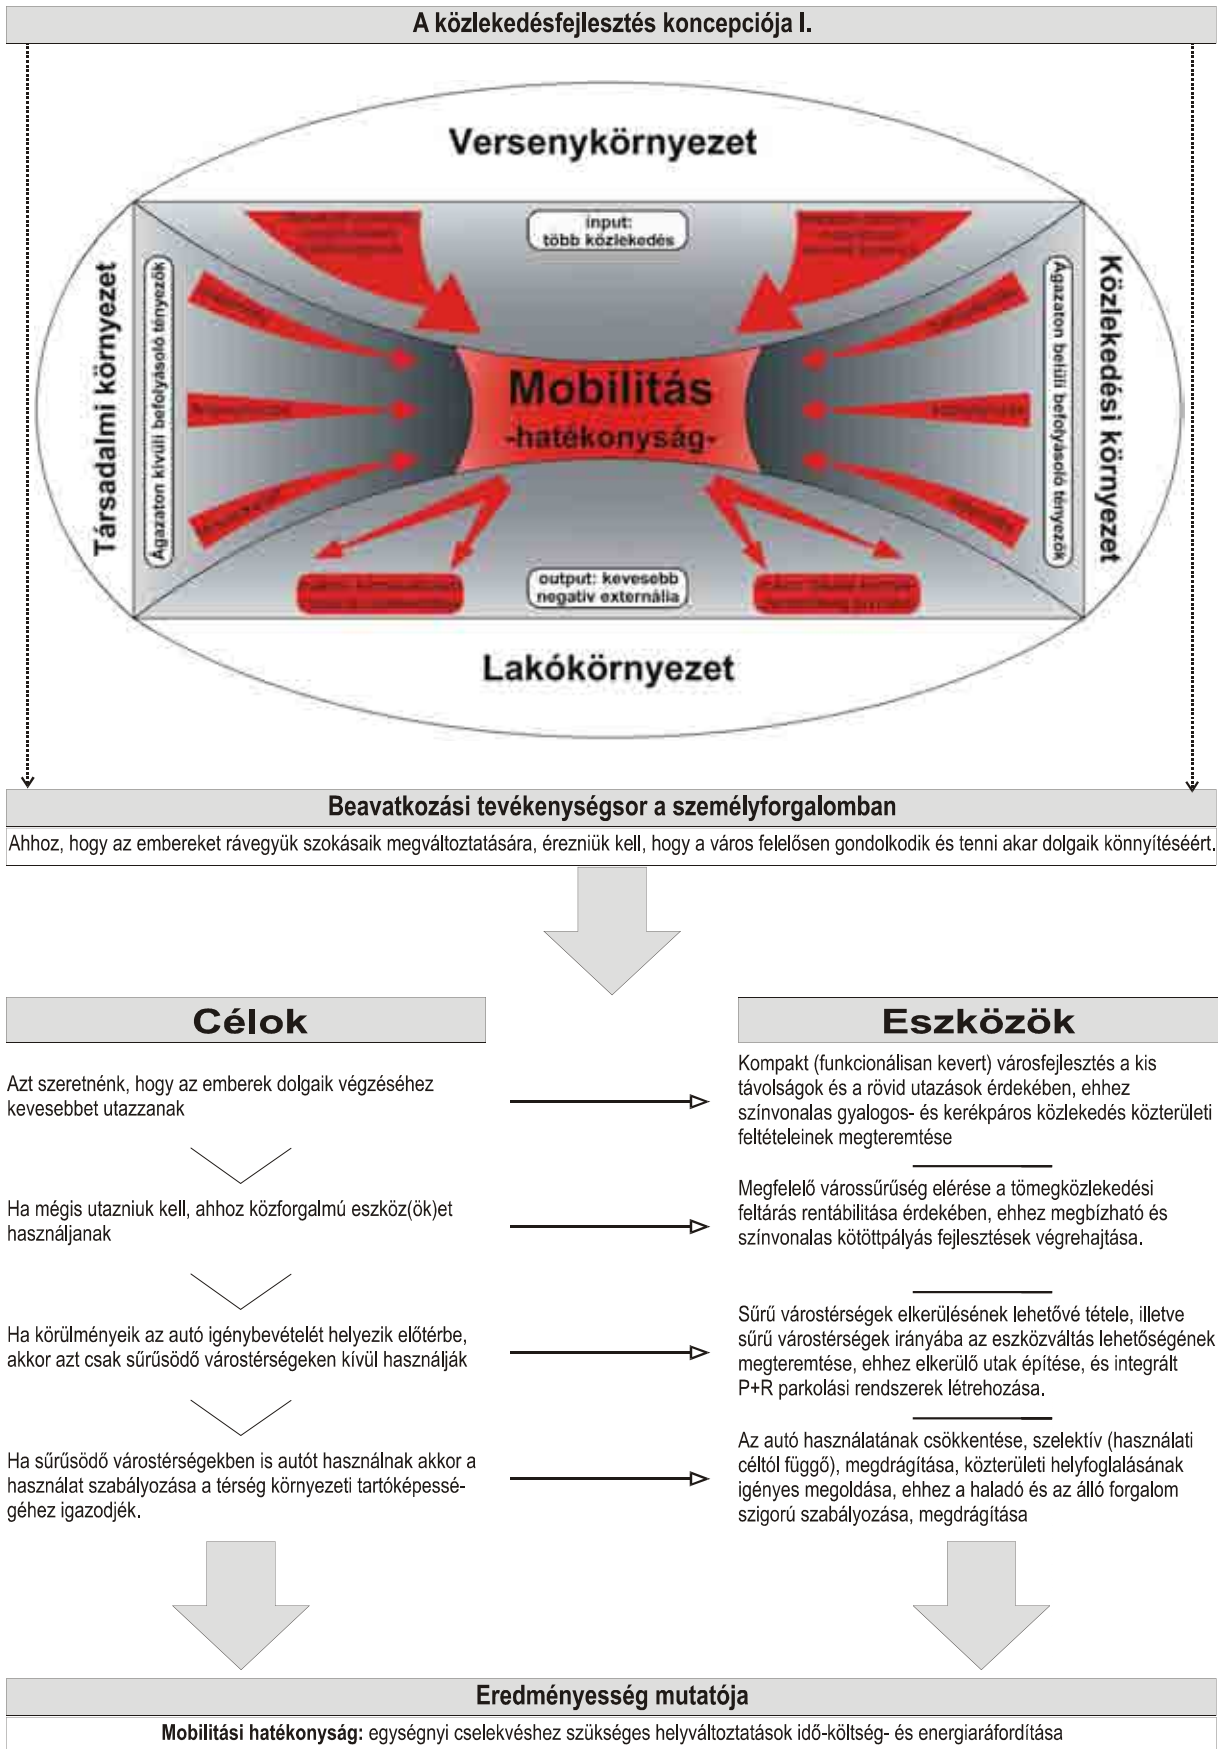 A közlekedésfejlesztés koncepciója I.
Versenykörnyezet
input:
több közlekedés
Társadalmi környezet
Ágazaton kívüli befolyásoló tényezők
Mobilitás
-hatékonyság-
Ágazaton belüli befolyásoló tényezők
Közlekedési környezet
output: kevesebb
negatív externália
Lakókörnyezet
Beavatkozási tevékenységsor a személyforgalomban
Ahhoz, hogy az embereket rávegyük szokásaik megváltoztatására, érezniük kell, hogy a város felelősen gondolkodik és tenni akar dolgaik könnyítéséért.
Célok
Azt szeretnénk, hogy az emberek dolgaik végzéséhez
kevesebbet utazzanak
Ha mégis utazniuk kell, ahhoz közforgalmú eszköz(ök)et
használjanak
Ha körülményeik az autó igénybevételét helyezik előtérbe,
akkor azt csak sűrűsödő várostérségeken kívül használják
Ha sűrűsödő várostérségekben is autót használnak akkor a
használat szabályozása a térség környezeti tartóképessé-
géhez igazodjék.
Eszközök
Kompakt (funkcionálisan kevert) városfejlesztés a kis
távolságok és a rövid utazások érdekében, ehhez
színvonalas gyalogos- és kerékpáros közlekedés közterületi
feltételeinek megteremtése
Megfelelő várossűrűség elérése a tömegközlekedési
feltárás rentábilitása érdekében, ehhez megbízható és
színvonalas kötöttpályás fejlesztések végrehajtása.
Sűrű várostérségek elkerülésének lehetővé tétele, illetve
sűrű várostérségek irányába az eszközváltás lehetőségének
megteremtése, ehhez elkerülő utak építése, és integrált
P+R parkolási rendszerek létrehozása.
Az autó használatának csökkentése, szelektív (használati
céltól függő), megdrágítása, közterületi helyfoglalásának
igényes megoldása, ehhez a haladó és az álló forgalom
szigorú szabályozása, megdrágítása
Eredményesség mutatója
Mobilitási hatékonyság: egységnyi cselekvéshez szükséges helyváltoztatások idő-költség- és energiaráfordítása